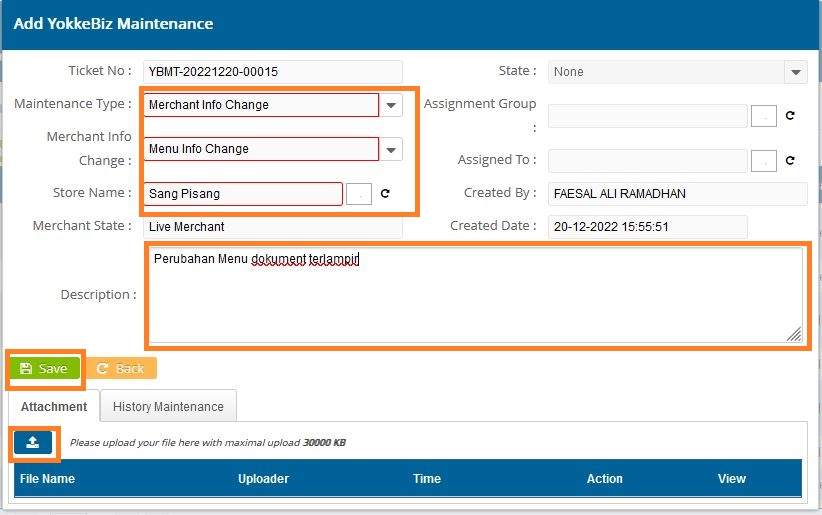 Add YokkeBiz Maintenance
Ticket No : YBMT-20221220-00015 State : None
Maintenance Type : Merchant Info Change Assignment Group :
Merchant Info Change : Menu Info Change Assigned To :
Store Name : Sang Pisang Created By : FAESAL ALI RAMADHAN
Merchant State : Live Merchant Created Date : 20-12-2022 15:55:51
Description : Perubahan Menu dokument terlampir
Save Back
Attachment History Maintenance
Please upload your file here with maximal upload 30000 KB
File Name Uploader Time Action View